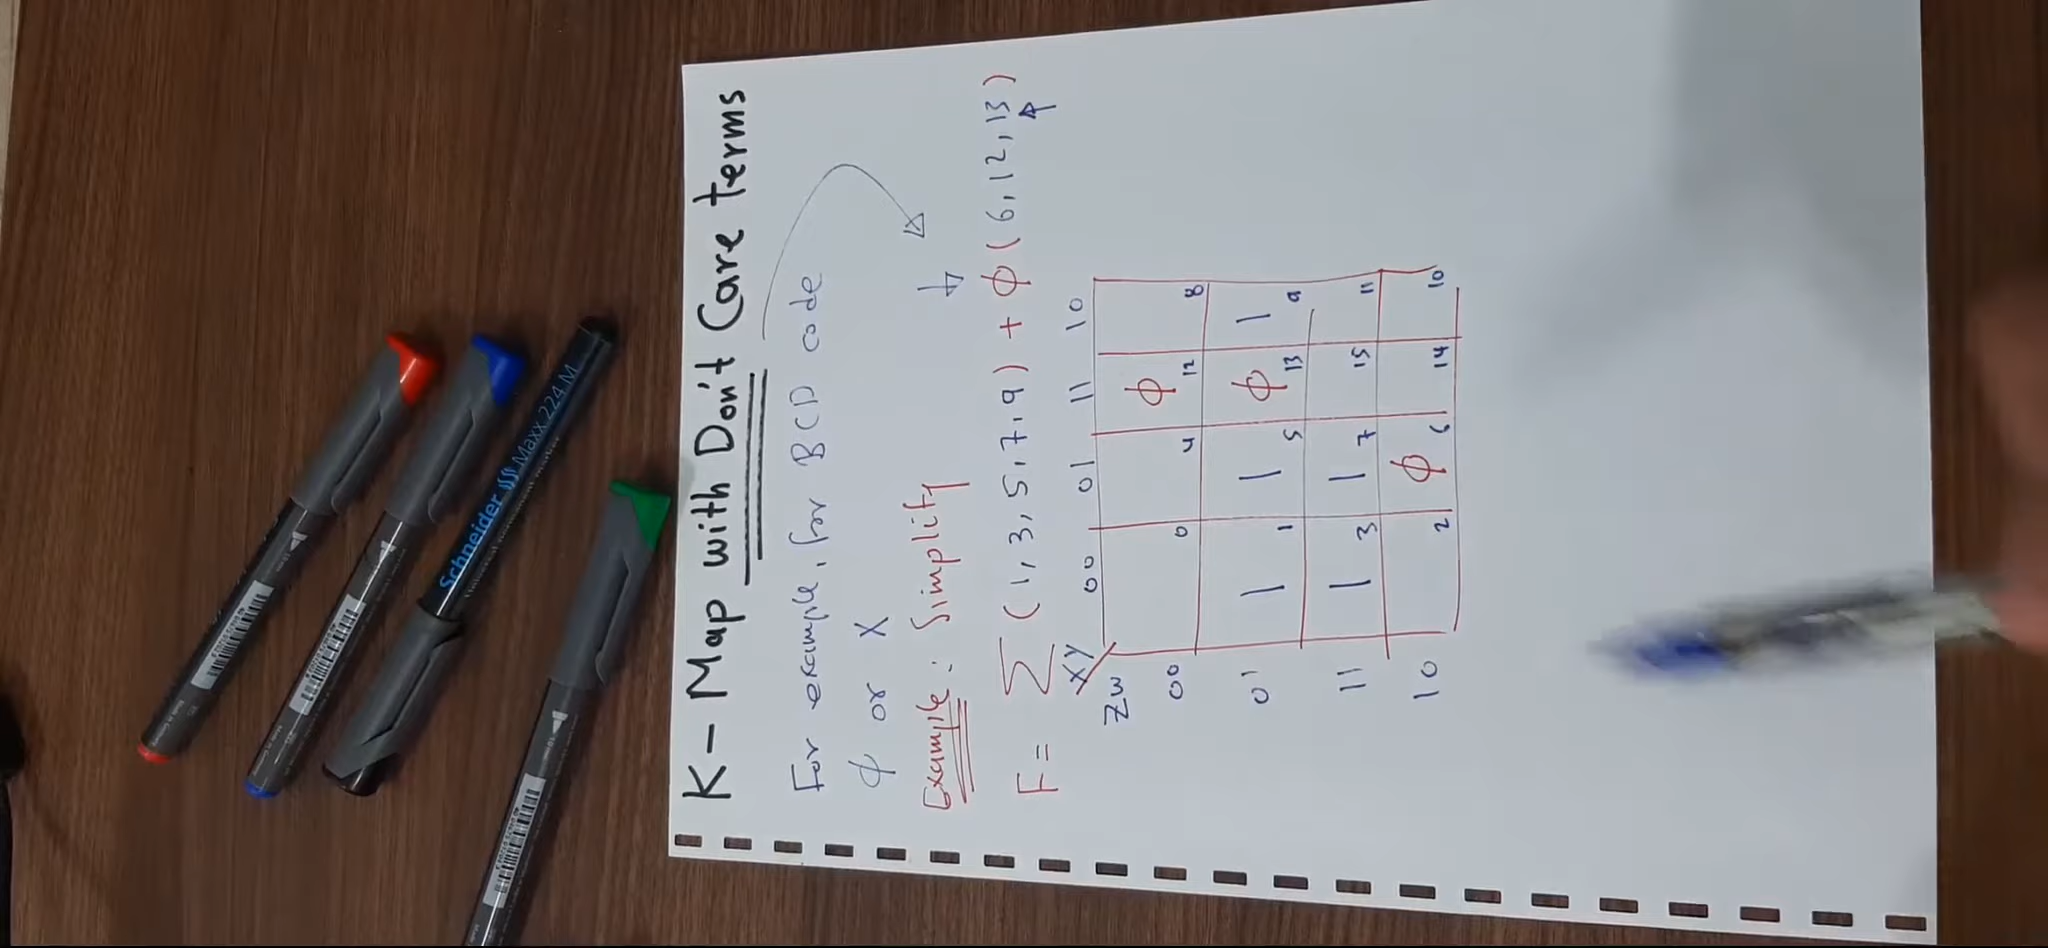 K-Map with Don't Care terms
For example, for BCD code
ϕ or X
Example: Simplify
F = Σ (1,3,5,7,9) + ϕ (6,12,13)
XY 00 01 11 10
ZW
00 0 4 ϕ 12 8
01 1 1 1 5 ϕ 13 1 9
11 1 3 1 7 15 11
10 2 ϕ 6 14 10
Schneider Maxx 224 M